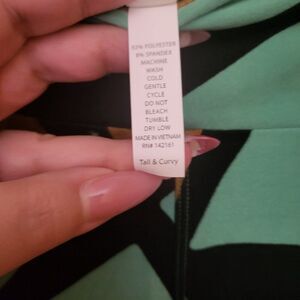 92% POLYESTER
8% SPANDEX
MACHINE
WASH
COLD
GENTLE
CYCLE
DO NOT
BLEACH
TUMBLE
DRY LOW
MADE IN VIETNAM
RN# 142161
Tall & Curvy